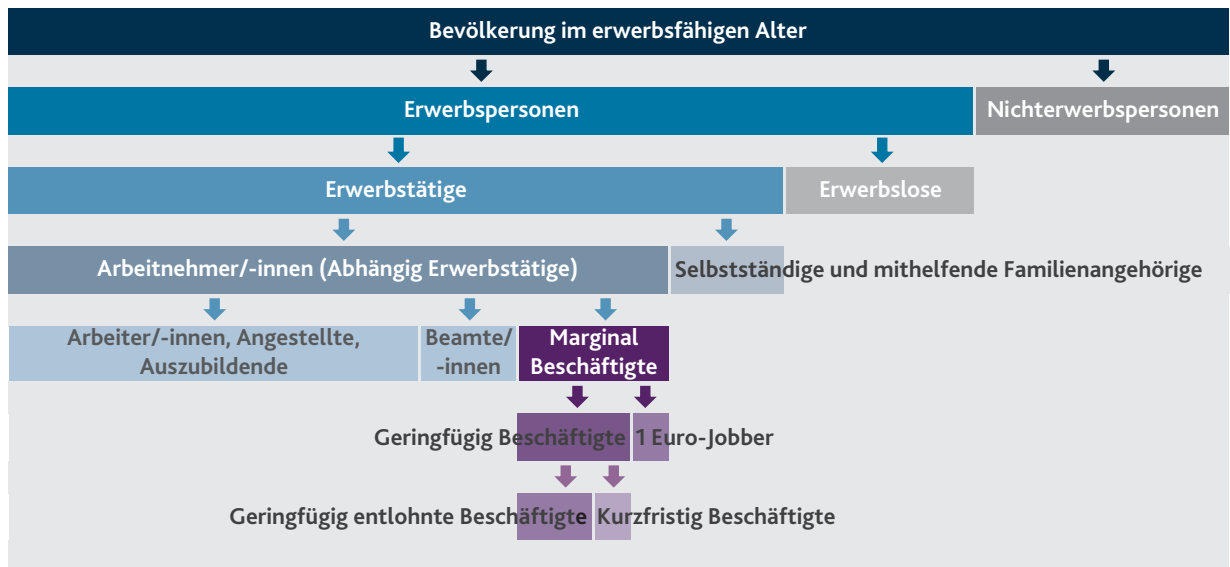 Bevölkerung im erwerbsfähigen Alter
Erwerbspersonen
Nichterwerbspersonen
Erwerbstätige
Erwerbslose
Arbeitnehmer/-innen (Abhängig Erwerbstätige)
Selbstständige und mithelfende Familienangehörige
Arbeiter/-innen, Angestellte,
Auszubildende
Beamte/
-innen
Marginal
Beschäftigte
Geringfügig Beschäftigte
1 Euro-Jobber
Geringfügig entlohnte Beschäftigte
Kurzfristig Beschäftigte